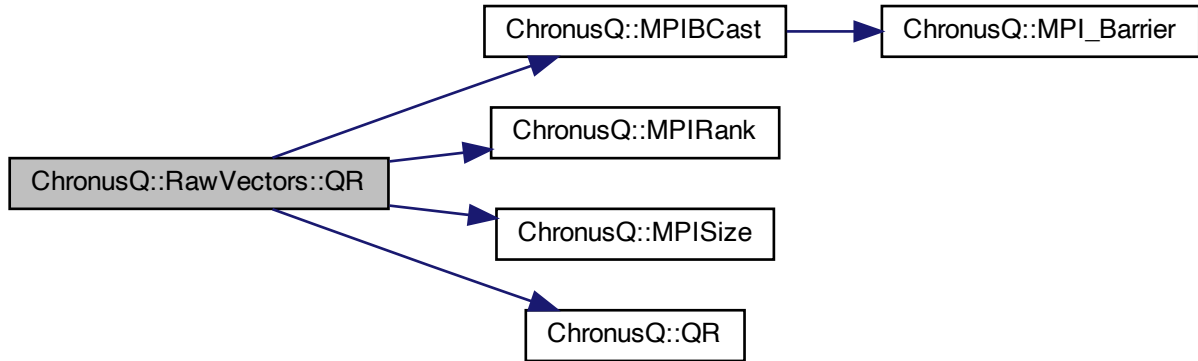 ChronusQ::MPIBCast
ChronusQ::MPI_Barrier
ChronusQ::MPIRank
ChronusQ::RawVectors::QR
ChronusQ::MPISize
ChronusQ::QR